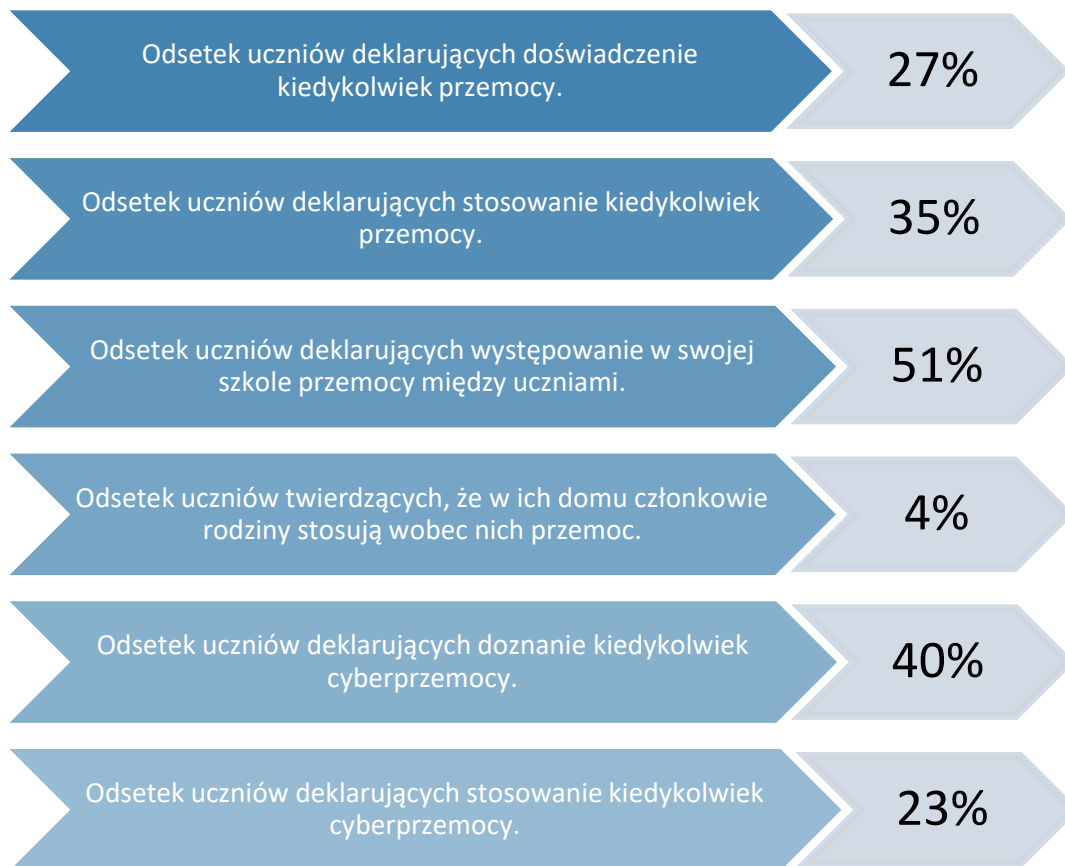 Odsetek uczniów deklarujących doświadczenie
kiedykolwiek przemocy.
27%
Odsetek uczniów deklarujących stosowanie kiedykolwiek
przemocy.
35%
Odsetek uczniów deklarujących występowanie w swojej
szkole przemocy między uczniami.
51%
Odsetek uczniów twierdzących, że w ich domu członkowie
rodziny stosują wobec nich przemoc.
4%
Odsetek uczniów deklarujących doznanie kiedykolwiek
cyberprzemocy.
40%
Odsetek uczniów deklarujących stosowanie kiedykolwiek
cyberprzemocy.
23%